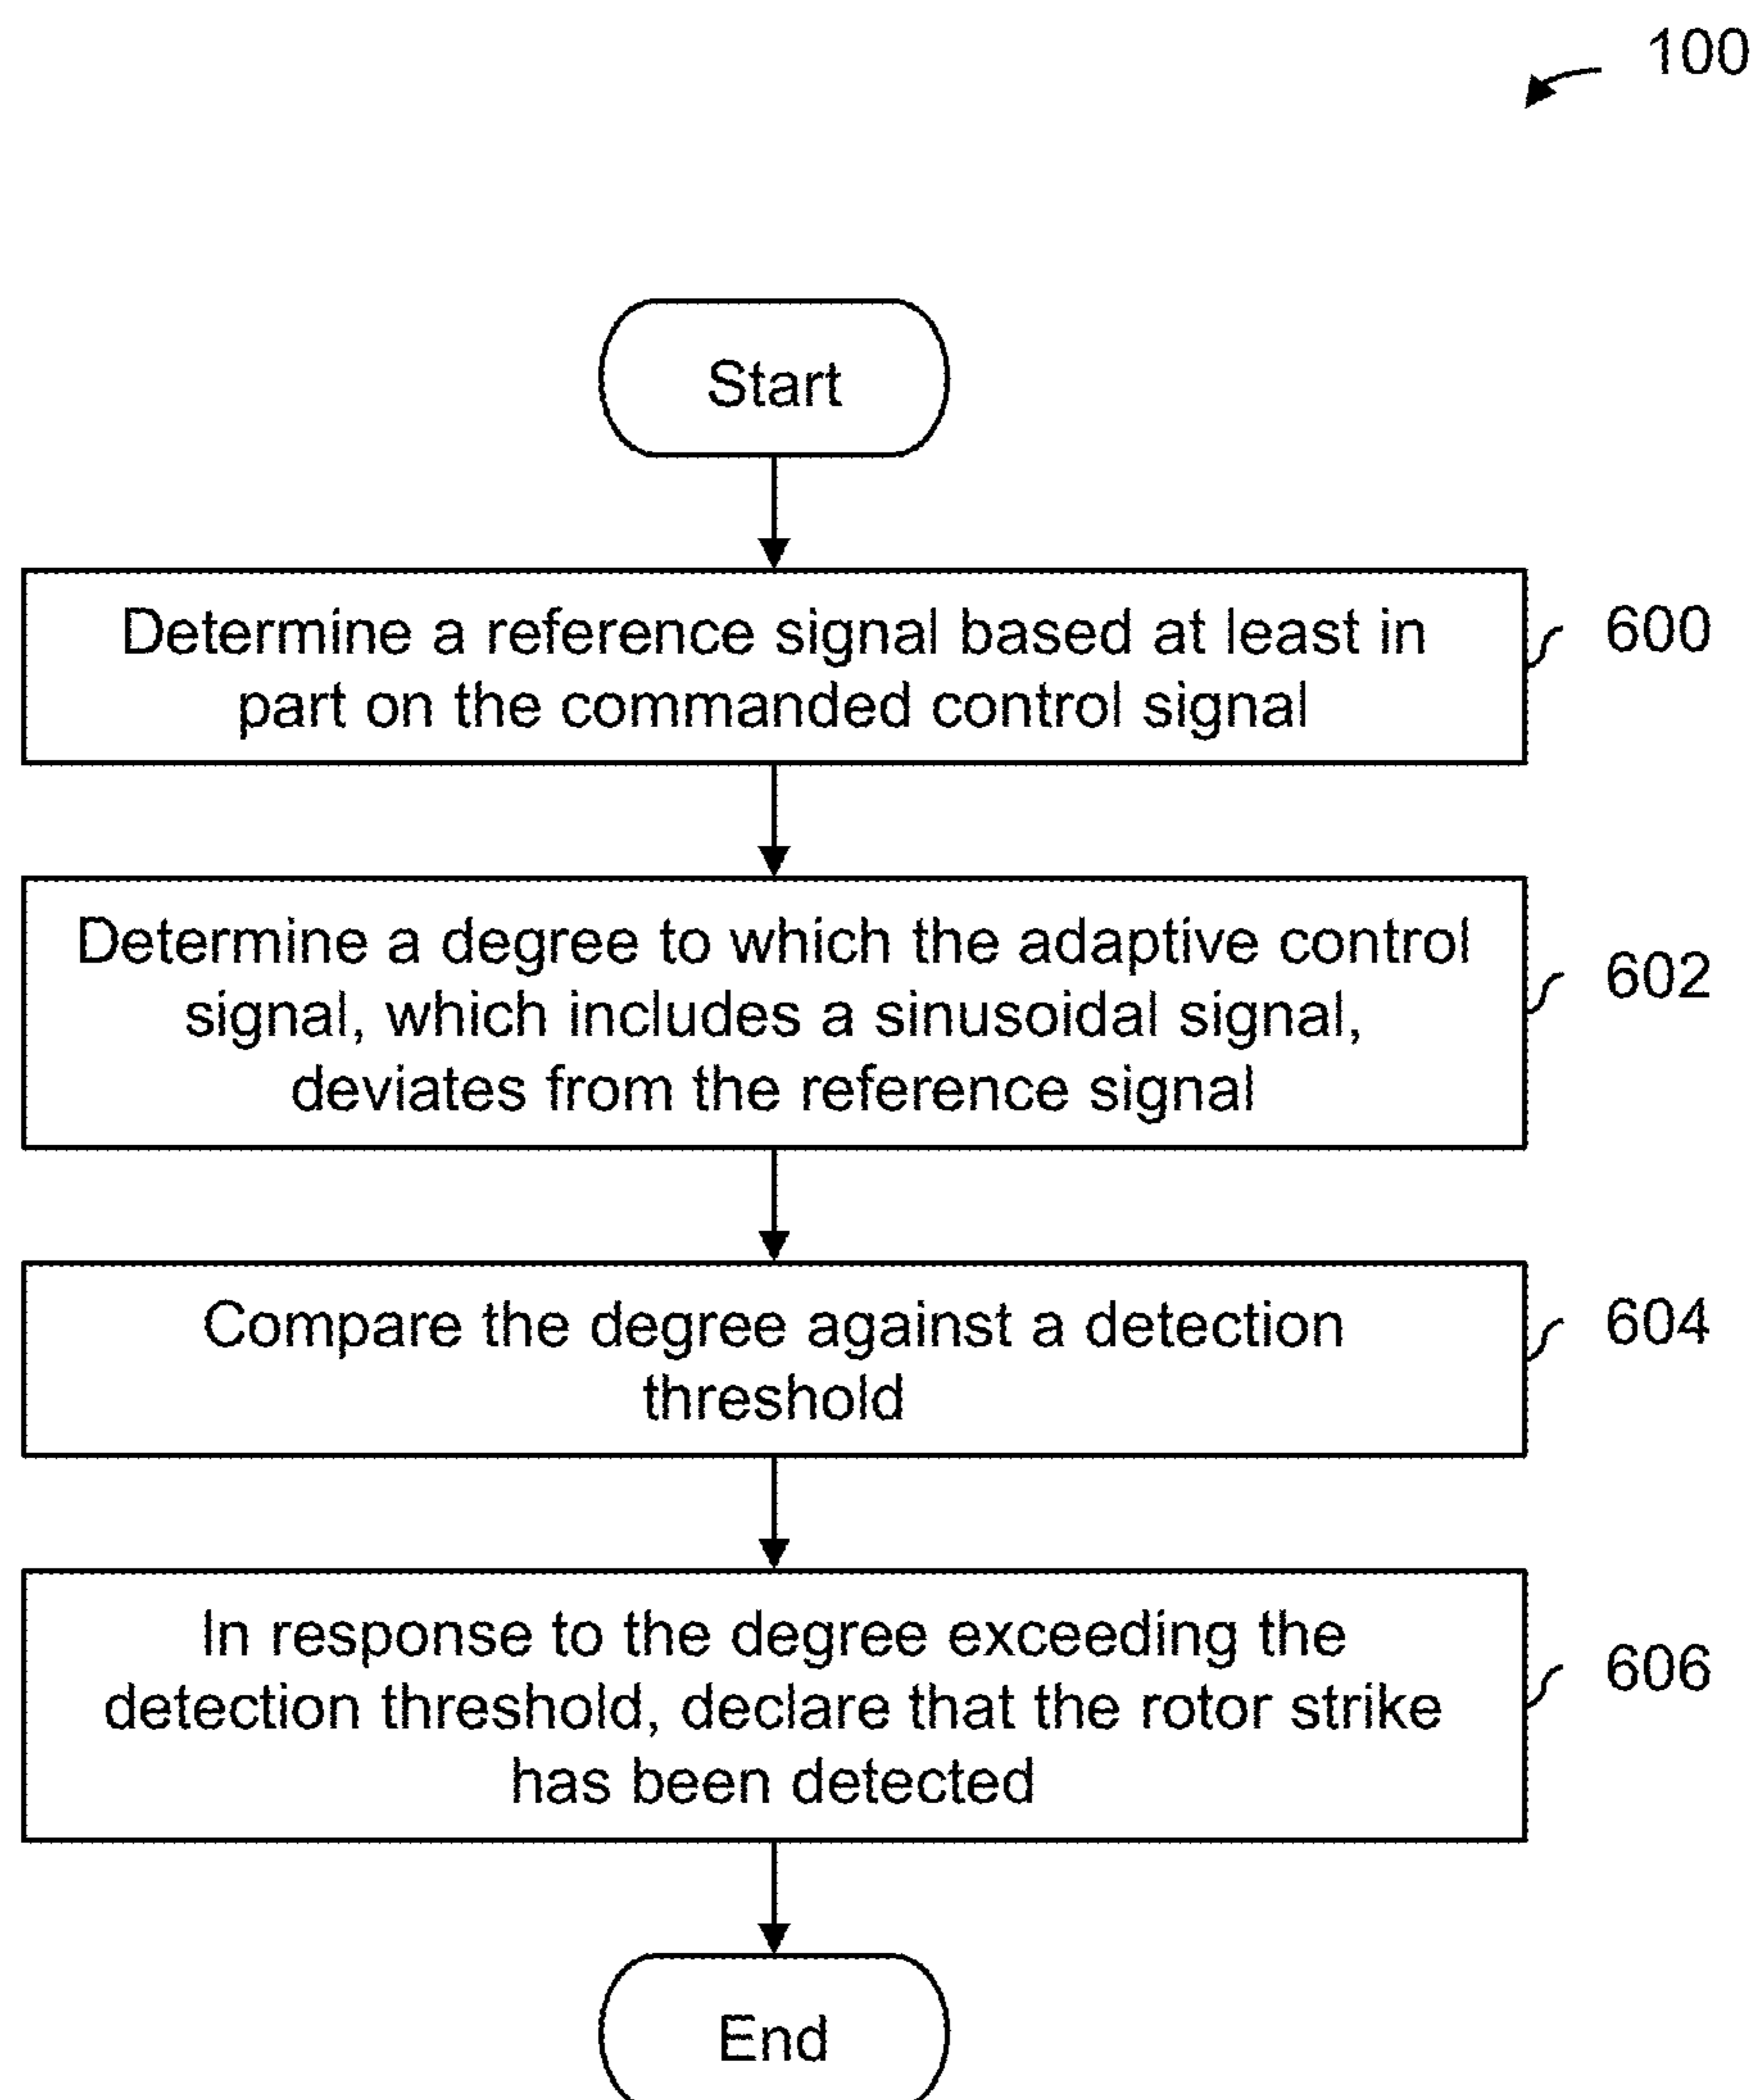 100
Start
Determine a reference signal based at least in
part on the commanded control signal
600
Determine a degree to which the adaptive control
signal, which includes a sinusoidal signal,
deviates from the reference signal
602
Compare the degree against a detection
threshold
604
In response to the degree exceeding the
detection threshold, declare that the rotor strike
has been detected
606
End